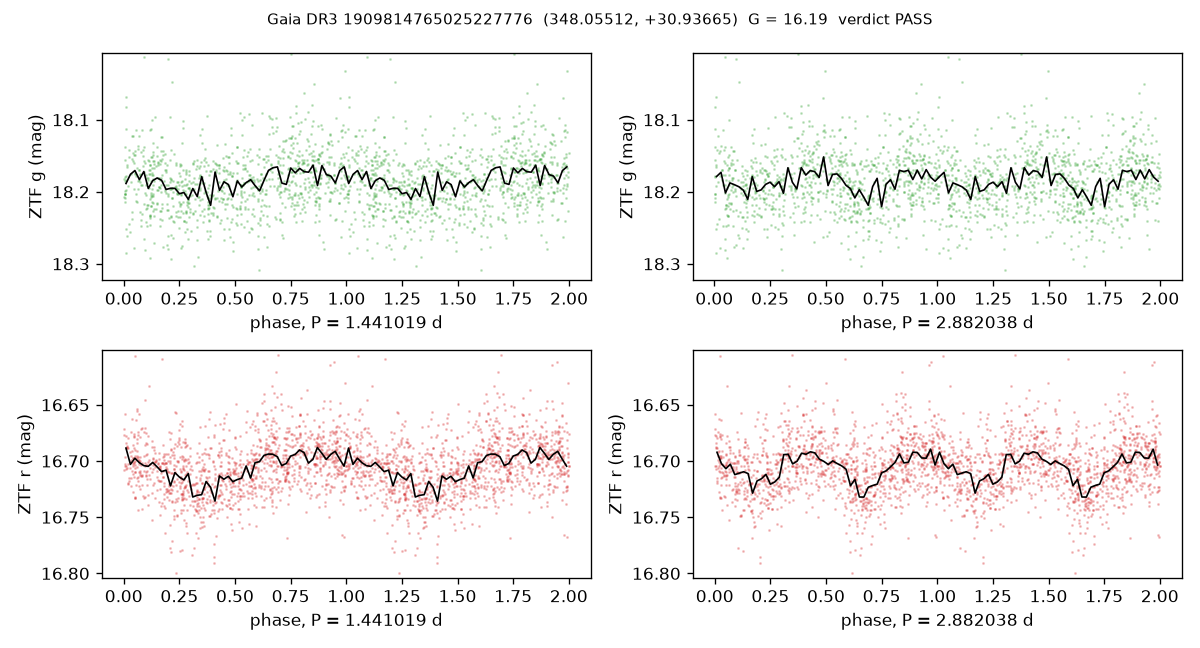 Gaia DR3 1909814765025227776 (348.05512, +30.93665) G = 16.19 verdict PASS
ZTF g (mag)
18.1
18.2
18.3
0.00 0.25 0.50 0.75 1.00 1.25 1.50 1.75 2.00
phase, P = 1.441019 d
ZTF g (mag)
18.1
18.2
18.3
0.00 0.25 0.50 0.75 1.00 1.25 1.50 1.75 2.00
phase, P = 2.882038 d
ZTF r (mag)
16.65
16.70
16.75
16.80
0.00 0.25 0.50 0.75 1.00 1.25 1.50 1.75 2.00
phase, P = 1.441019 d
ZTF r (mag)
16.65
16.70
16.75
16.80
0.00 0.25 0.50 0.75 1.00 1.25 1.50 1.75 2.00
phase, P = 2.882038 d